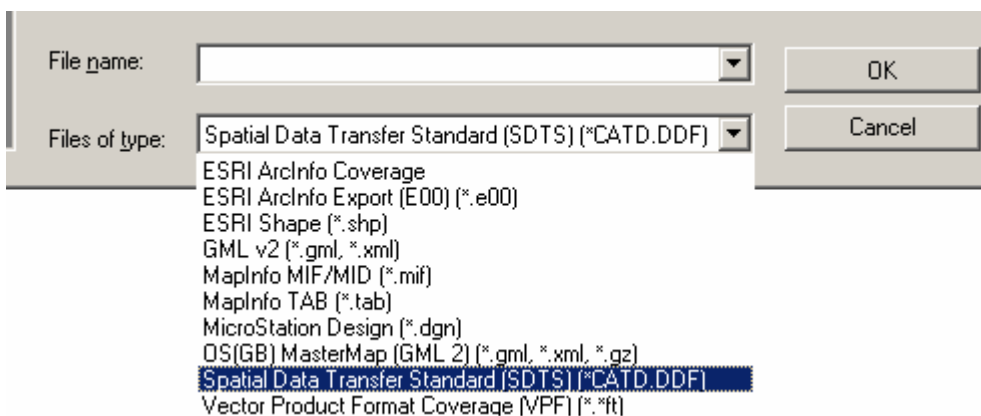 File name:
OK
Files of type:
Spatial Data Transfer Standard (SDTS) (*CATD.DDF)
Cancel
ESRI ArcInfo Coverage
ESRI ArcInfo Export (E00) (*.e00)
ESRI Shape (*.shp)
GML v2 (*.gml, *.xml)
MapInfo MIF/MID (*.mif)
MapInfo TAB (*.tab)
MicroStation Design (*.dgn)
OS(GB) MasterMap (GML 2) (*.gml, *.xml, *.gz)
Spatial Data Transfer Standard (SDTS) (*CATD.DDF)
Vector Product Format Coverage (VPF) (*.*ft)